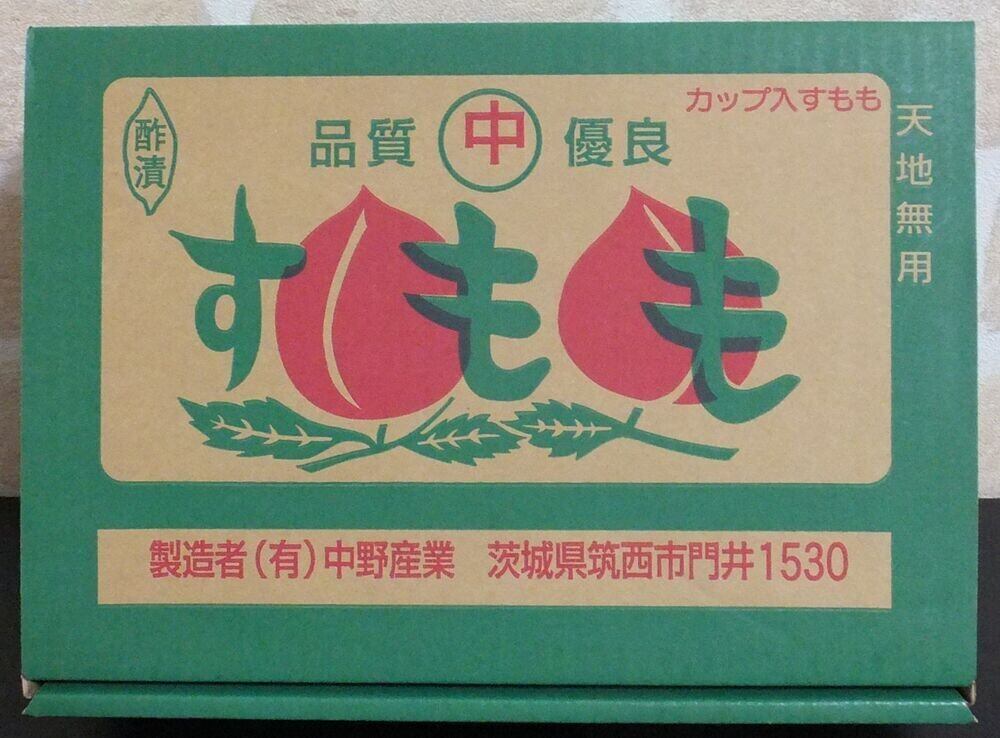 酢漬
品質 中 優良
カップ入すもも
天地無用
すもも
製造者(有)中野産業 茨城県筑西市門井1530